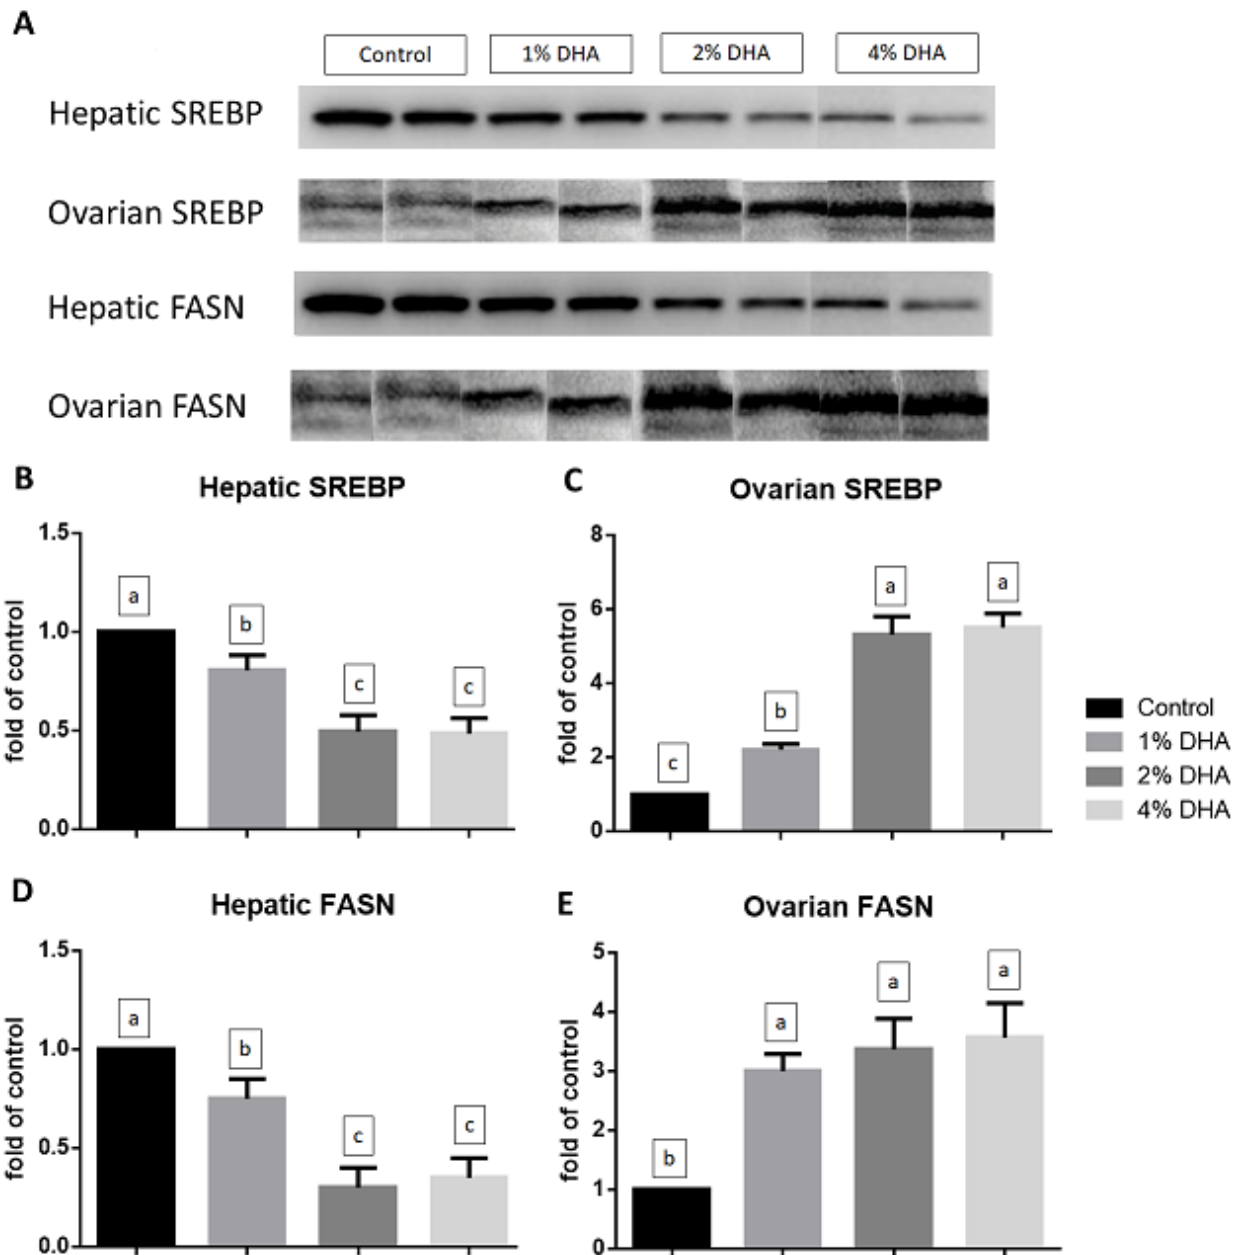 A
Control 1% DHA 2% DHA 4% DHA
Hepatic SREBP
Ovarian SREBP
Hepatic FASN
Ovarian FASN
B
Hepatic SREBP
fold of control
1.5
1.0
0.5
0.0
a
b
c
c
C
Ovarian SREBP
fold of control
8
6
4
2
0
c
b
a
a
Control
1% DHA
2% DHA
4% DHA
D
Hepatic FASN
fold of control
1.5
1.0
0.5
0.0
a
b
c
c
E
Ovarian FASN
fold of control
5
4
3
2
1
0
b
a
a
a